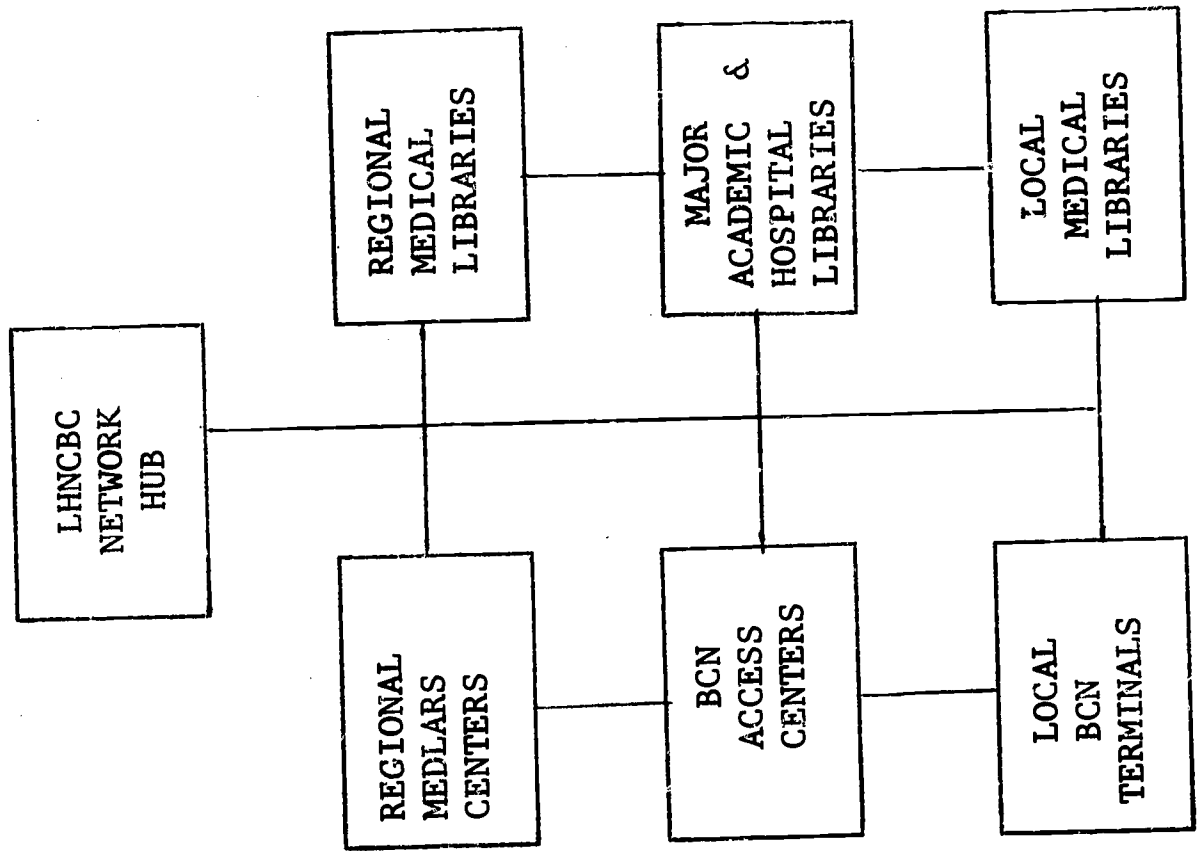 LHNCBC
NETWORK
HUB
REGIONAL
MEDLARS
CENTERS
REGIONAL
MEDICAL
LIBRARIES
BCN
ACCESS
CENTERS
MAJOR
ACADEMIC &
HOSPITAL
LIBRARIES
LOCAL
BCN
TERMINALS
LOCAL
MEDICAL
LIBRARIES